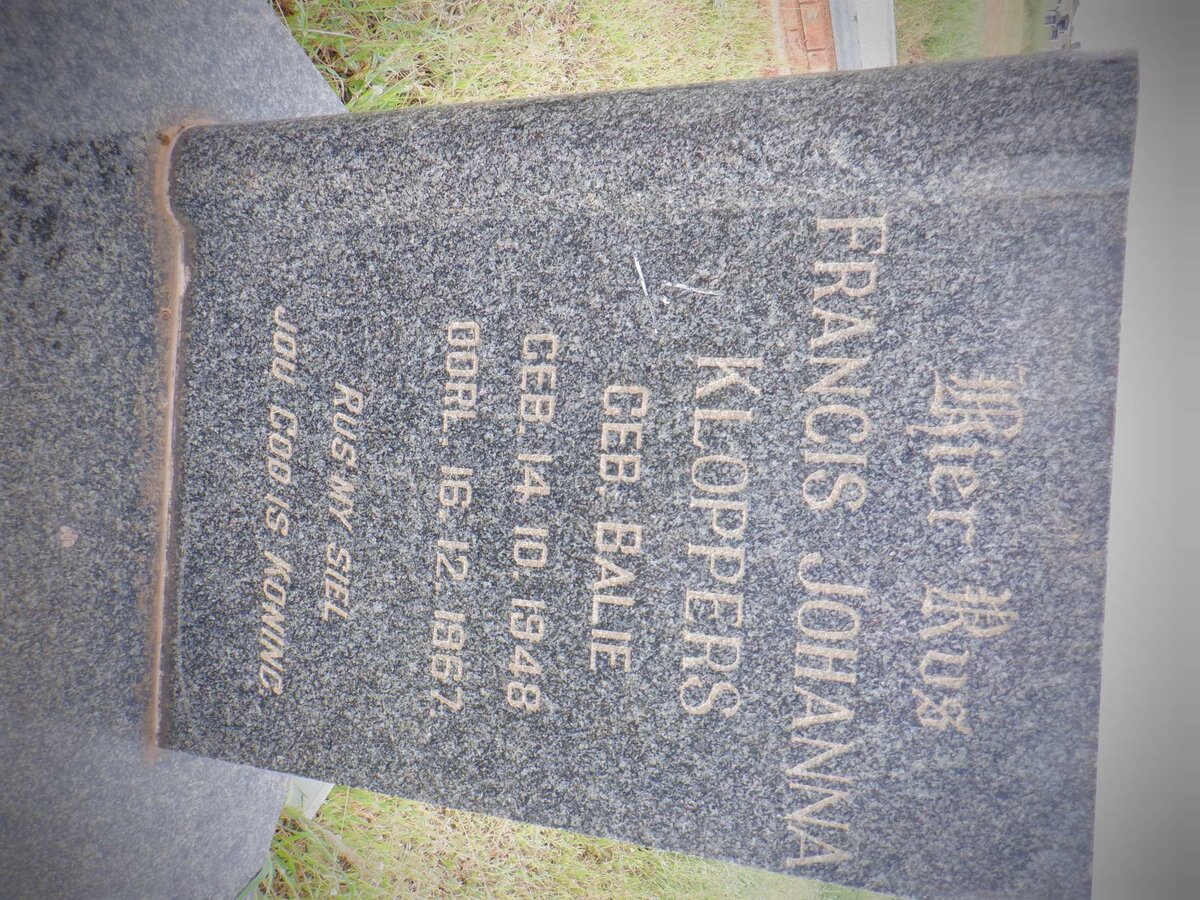 Hier Rus
FRANCIS JOHANNA
KLOPPERS
GEB. BALIE
GEB. 14. 10. 1948
OORL. 16. 12. 1967.
RUS MY SIEL
JOU GOD IS KONING.